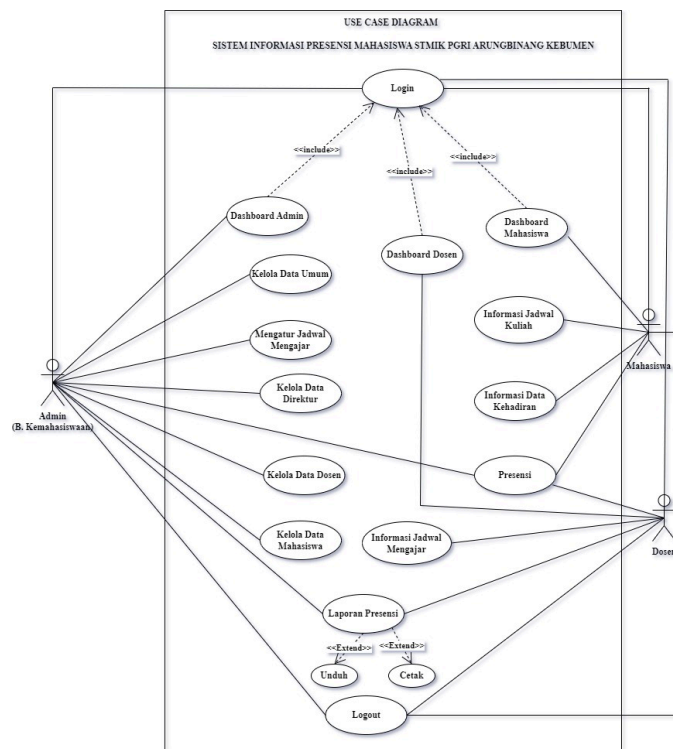 USE CASE DIAGRAM
SISTEM INFORMASI PRESENSI MAHASISWA STMIK PGRI ARUNGBINANG KEBUMEN
Login
<<include>>
<<include>>
<<include>>
Dashboard Admin
Dashboard
Mahasiswa
Dashboard Dosen
Kelola Data Umum
Informasi Jadwal
Kuliah
Mengatur Jadwal
Mengajar
Mahasiswa
Kelola Data
Direktur
Informasi Data
Kehadiran
Admin
(B. Kemahasiswaan)
Kelola Data Dosen
Presensi
Kelola Data
Mahasiswa
Informasi Jadwal
Mengajar
Dosen
Laporan Presensi
<<Extend>>
<<Extend>>
Unduh
Cetak
Logout